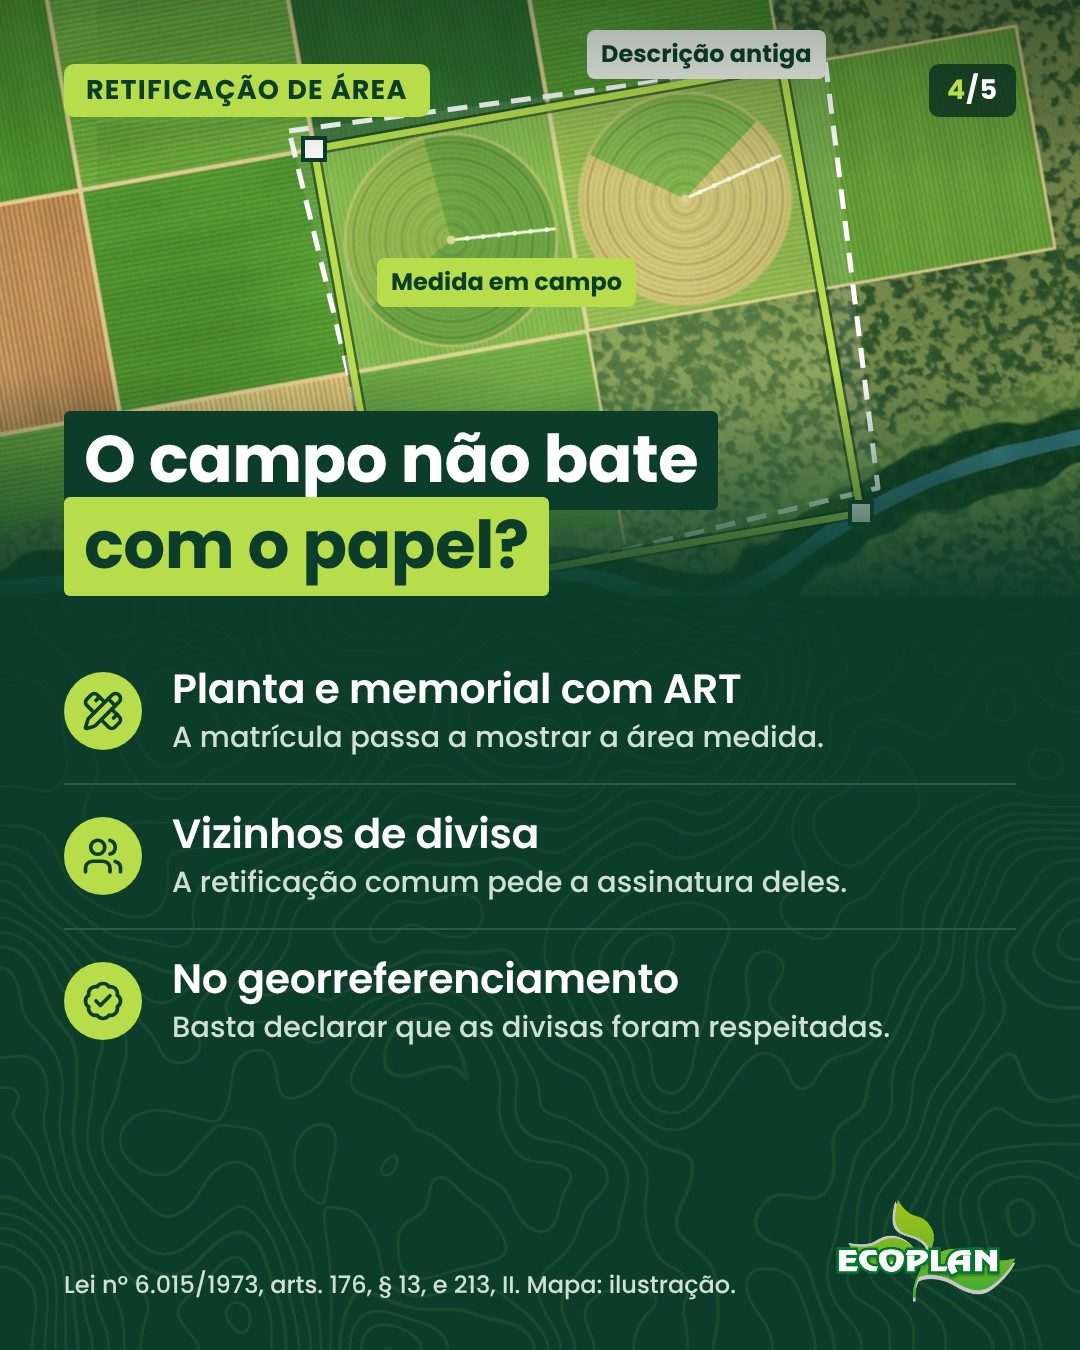 Descrição antiga
RETIFICAÇÃO DE ÁREA
4/5
Medida em campo
O campo não bate
com o papel?
Planta e memorial com ART
A matrícula passa a mostrar a área medida.
Vizinhos de divisa
A retificação comum pede a assinatura deles.
No georreferenciamento
Basta declarar que as divisas foram respeitadas.
ECOPLAN
Lei nº 6.015/1973, arts. 176, § 13, e 213, II. Mapa: ilustração.